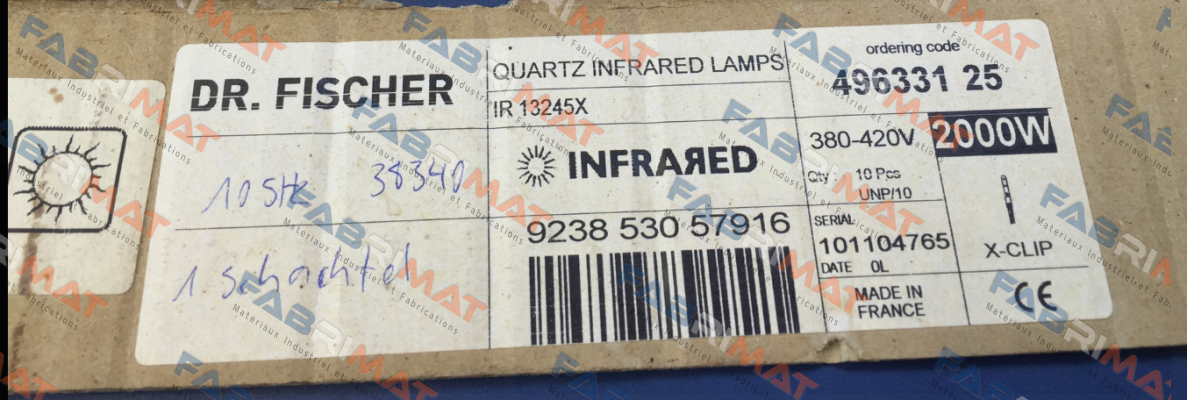 DR. FISCHER
10 Stk 38340
1 Schachtel
QUARTZ INFRARED LAMPS
IR 13245X
INFRAЯED
9238 530 57916
ordering code
496331 25
380-420V
2000W
Qty : 10 Pcs
UNP/10
SERIAL
101104765
DATE 0L
X-CLIP
MADE IN
FRANCE
CE
FABRIMAT
Matériaux Industriel et Fabrications